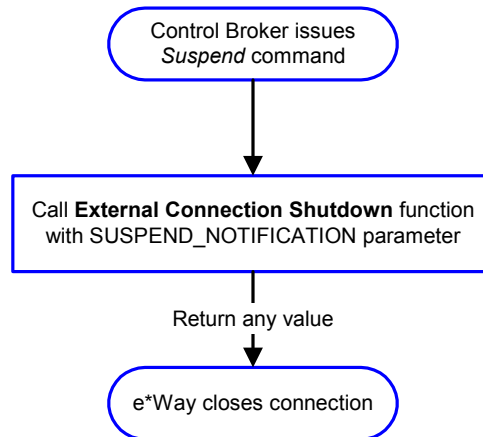 Control Broker issues
Suspend command
Call External Connection Shutdown function
with SUSPEND_NOTIFICATION parameter
Return any value
e*Way closes connection